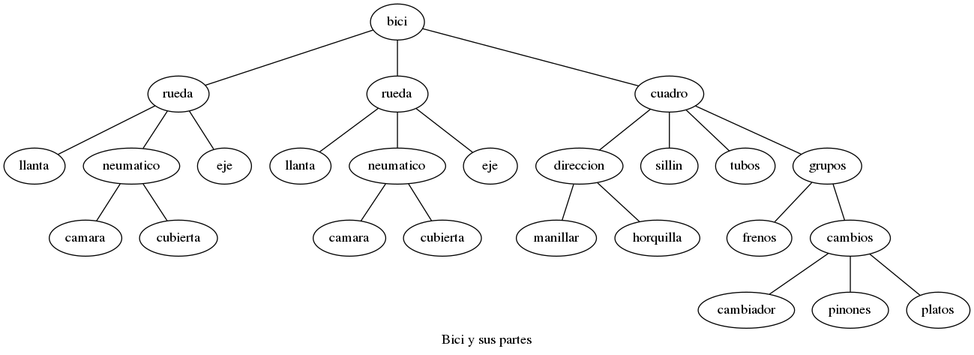 bici
rueda rueda cuadro
llanta neumatico eje llanta neumatico eje direccion sillin tubos grupos
camara cubierta camara cubierta manillar horquilla frenos cambios
cambiador pinones platos
Bici y sus partes